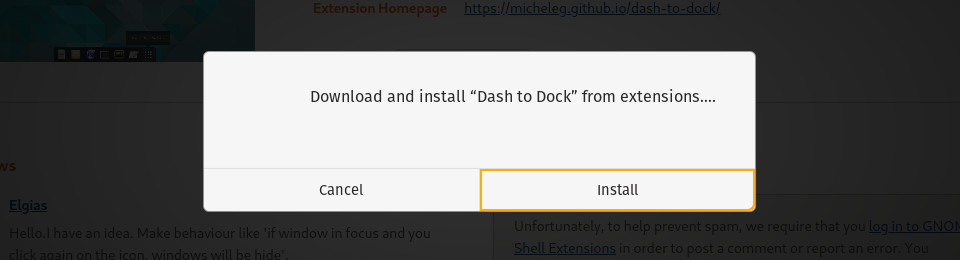 Extension Homepage https://micheleg.github.io/dash-to-dock/
Download and install “Dash to Dock” from extensions....
Cancel Install
ws
Elgias
Hello.I have an idea. Make behaviour like 'if window in focus and you
click again on the icon, windows will be hide'.
Unfortunately, to help prevent spam, we require that you log in to GNOM
Shell Extensions in order to post a comment or report an error. You